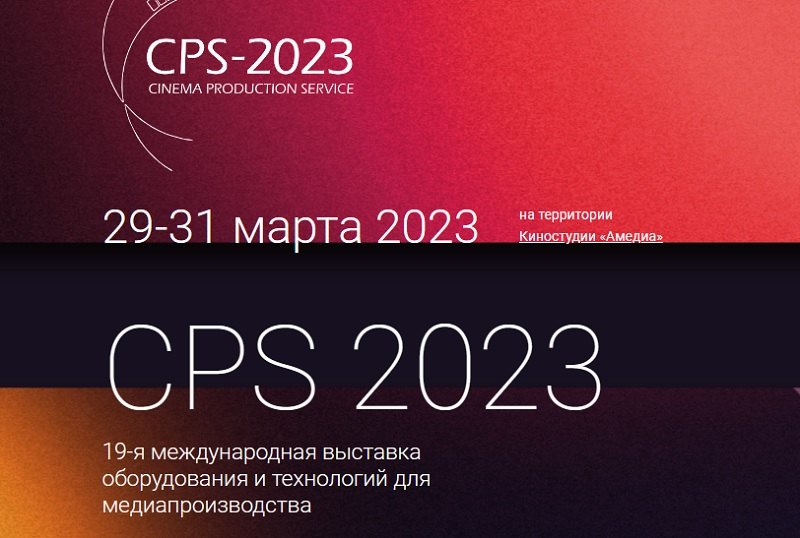 CPS-2023
CINEMA PRODUCTION SERVICE
29-31 марта 2023
на территории
Киностудии «Амедиа»
CPS 2023
19-я международная выставка
оборудования и технологий для
медиапроизводства